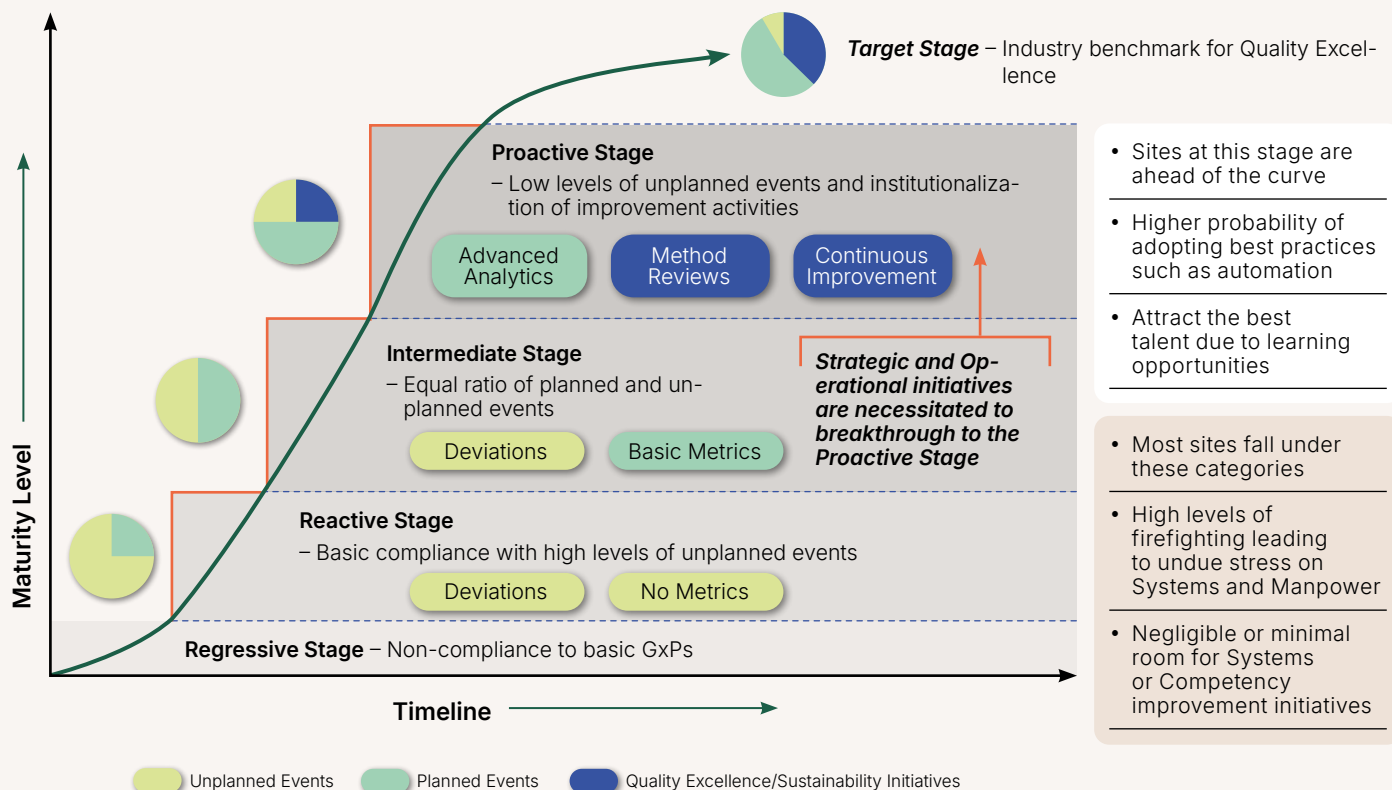 Target Stage – Industry benchmark for Quality Excel-
lence
Proactive Stage
– Low levels of unplanned events and institutionaliza-
tion of improvement activities
Advanced
Analytics
Method
Reviews
Continuous
Improvement
Intermediate Stage
– Equal ratio of planned and un-
planned events
Deviations
Basic Metrics
Strategic and Op-
erational initiatives
are necessitated to
breakthrough to the
Proactive Stage
Reactive Stage
– Basic compliance with high levels of unplanned events
Deviations
No Metrics
Regressive Stage – Non-compliance to basic GxPs
Maturity Level
Timeline
• Sites at this stage are
ahead of the curve
• Higher probability of
adopting best practices
such as automation
• Attract the best
talent due to learning
opportunities
• Most sites fall under
these categories
• High levels of
firefighting leading
to undue stress on
Systems and Manpower
• Negligible or minimal
room for Systems
or Competency
improvement initiatives
Unplanned Events
Planned Events
Quality Excellence/Sustainability Initiatives